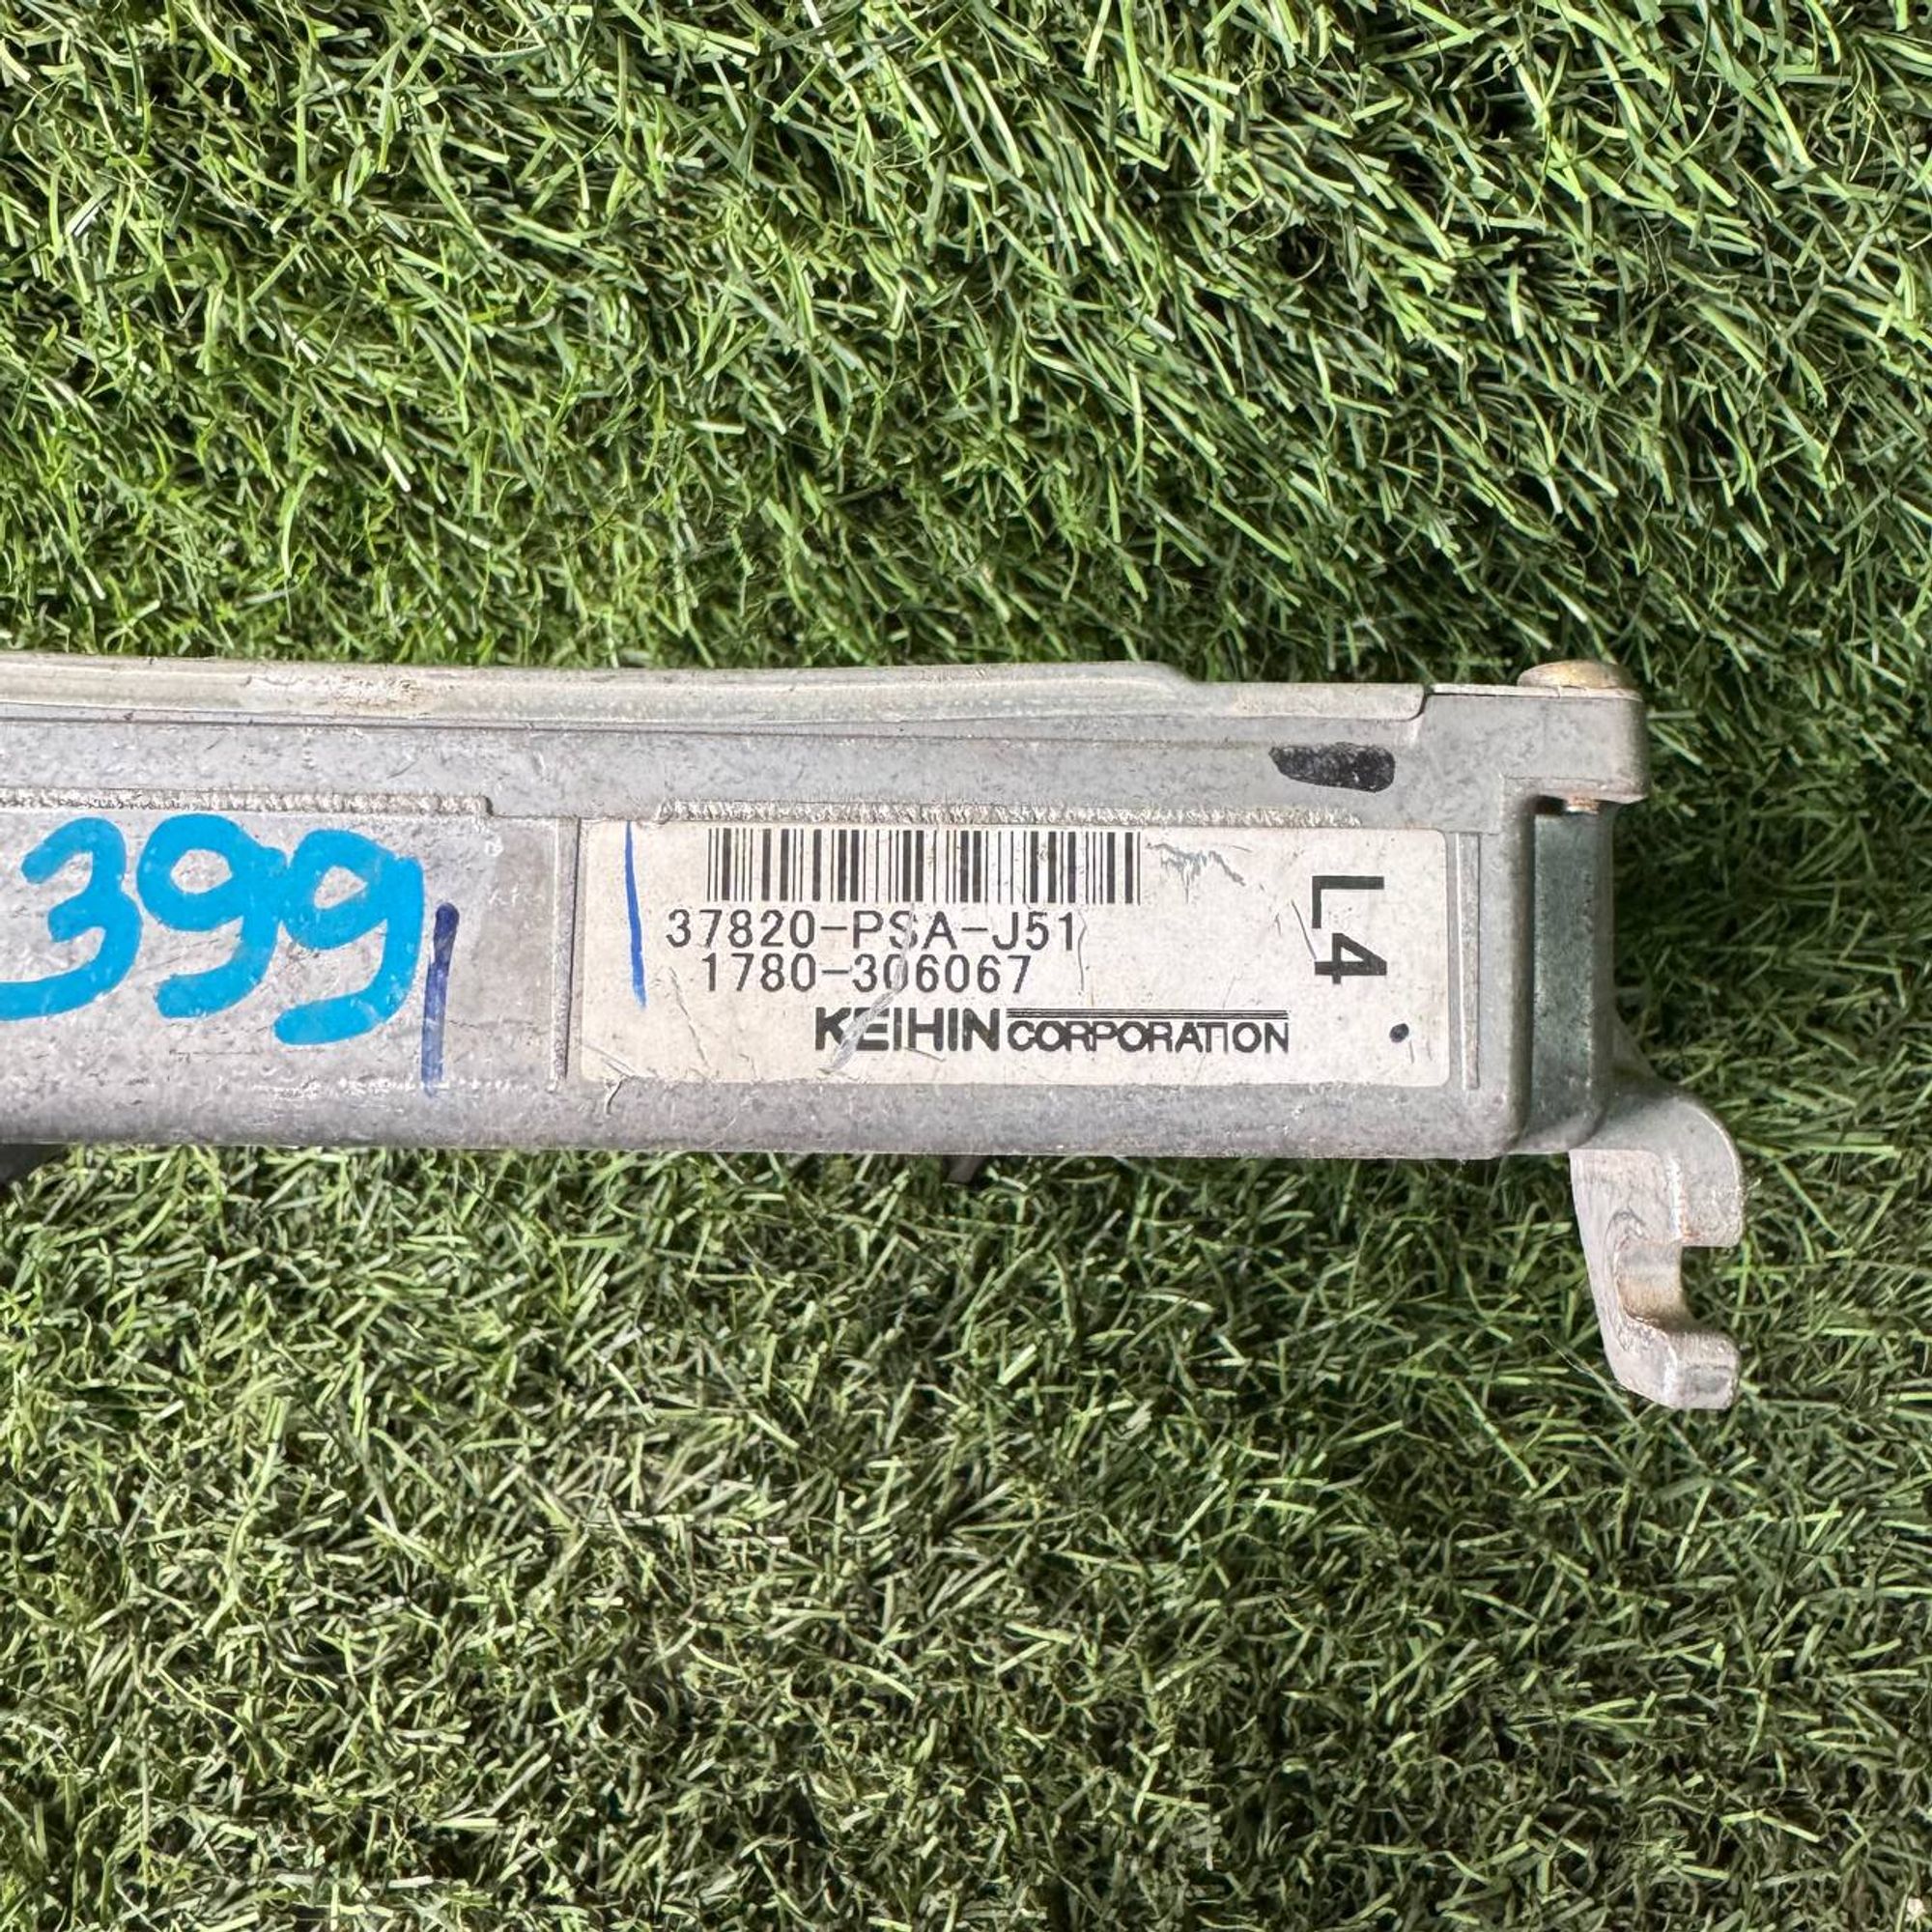 399
37820-PSA-J51
1780-306067
KEIHIN CORPORATION
L4